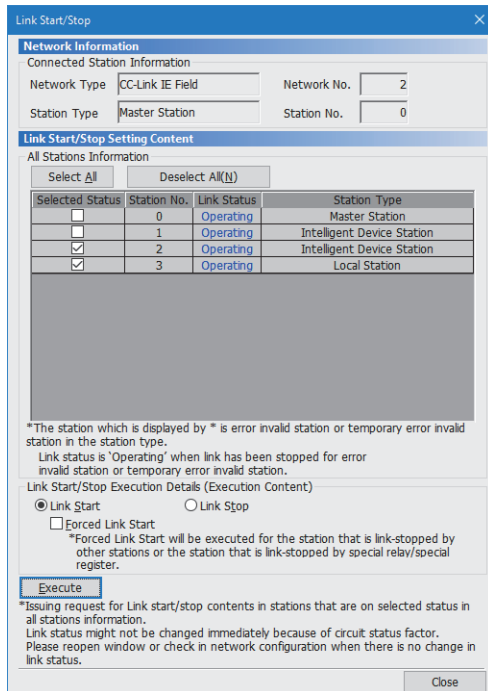 Link Start/Stop
Network Information
Connected Station Information
Network Type CC-Link IE Field Network No. 2
Station Type Master Station Station No. 0
Link Start/Stop Setting Content
All Stations Information
Select All Deselect All(N)
Selected Status Station No. Link Status Station Type
0 Operating Master Station
1 Operating Intelligent Device Station
2 Operating Intelligent Device Station
3 Operating Local Station
*The station which is displayed by * is error invalid station or temporary error invalid
station in the station type.
Link status is `Operating' when link has been stopped for error
invalid station or temporary error invalid station.
Link Start/Stop Execution Details (Execution Content)
Link Start Link Stop
Forced Link Start
*Forced Link Start will be executed for the station that is link-stopped by
other stations or the station that is link-stopped by special relay/special
register.
Execute
*Issuing request for Link start/stop contents in stations that are on selected status in
all stations information.
Link status might not be changed immediately because of circuit status factor.
Please reopen window or check in network configuration when there is no change in
link status.
Close